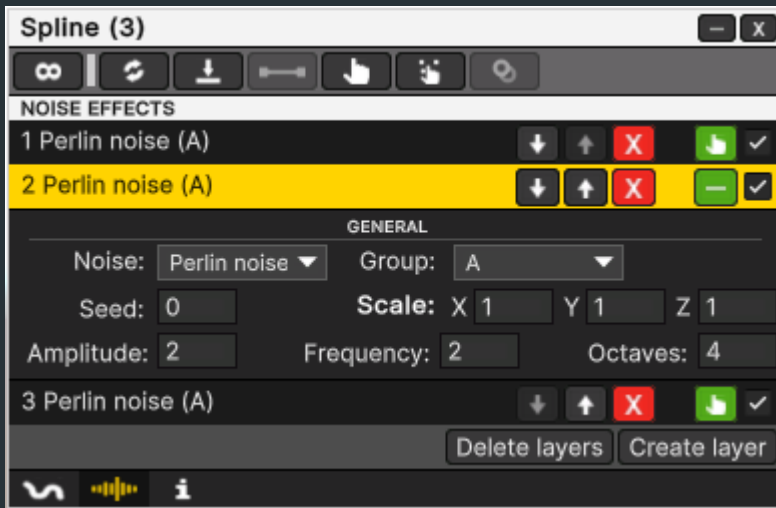 Spline (3)
NOISE EFFECTS
1 Perlin noise (A)
2 Perlin noise (A)
GENERAL
Noise: Perlin noise Group: A
Seed: 0 Scale: X 1 Y 1 Z 1
Amplitude: 2 Frequency: 2 Octaves: 4
3 Perlin noise (A)
Delete layers Create layer